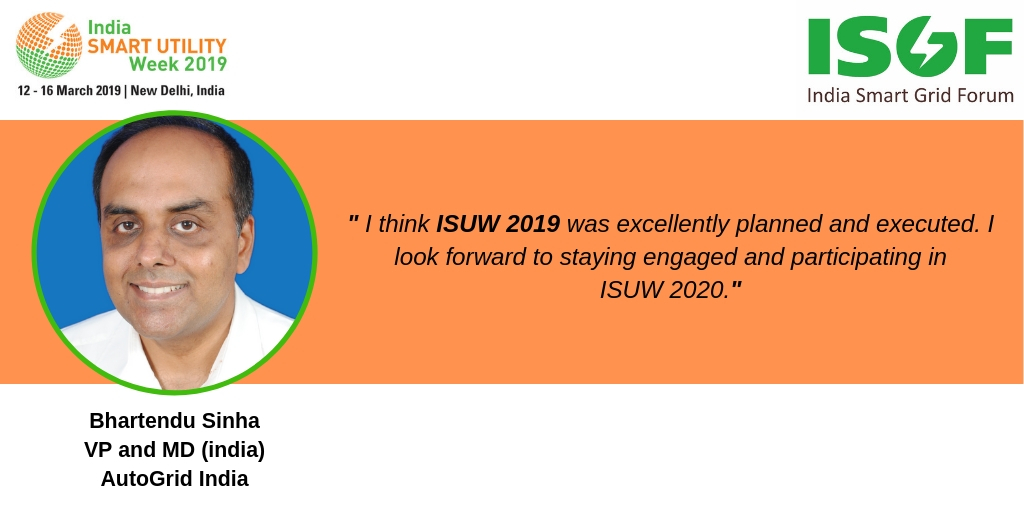 India
SMART UTILITY
Week 2019
12 - 16 March 2019 | New Delhi, India
ISGF
India Smart Grid Forum
" I think ISUW 2019 was excellently planned and executed. I
look forward to staying engaged and participating in
ISUW 2020."
Bhartendu Sinha
VP and MD (india)
AutoGrid India